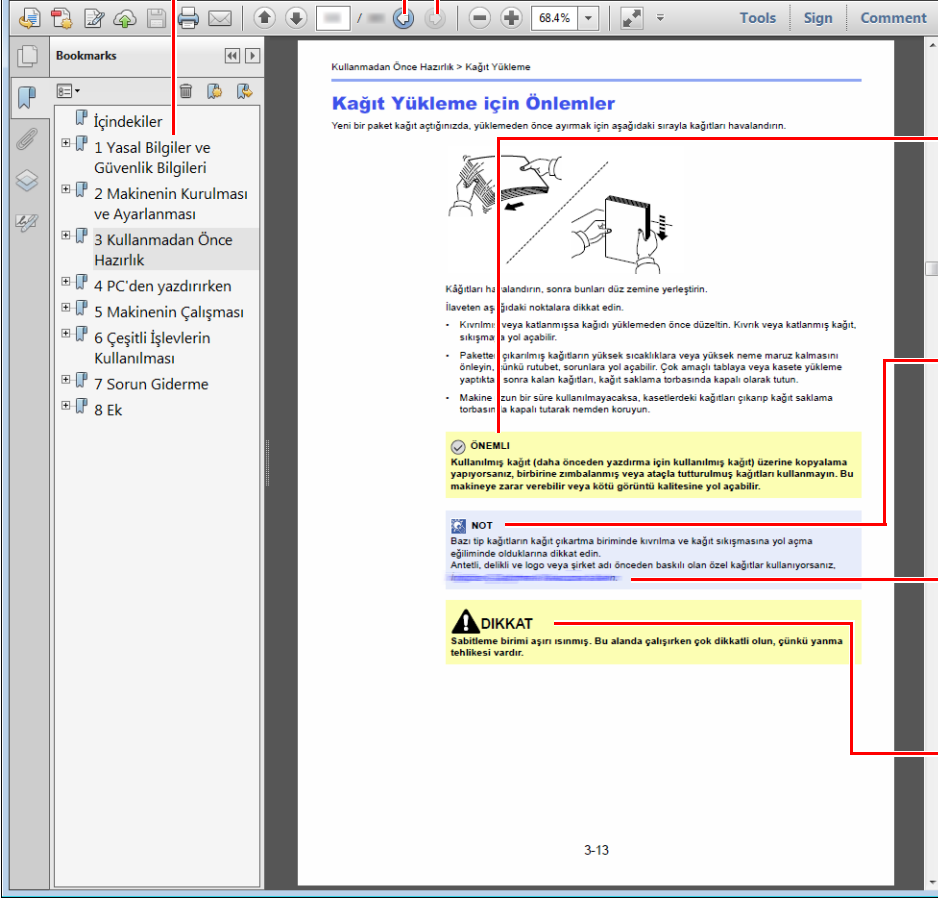 /
68.4%
Tools
Sign
Comment
Bookmarks
İçindekiler
1 Yasal Bilgiler ve
Güvenlik Bilgileri
2 Makinenin Kurulması
ve Ayarlanması
3 Kullanmadan Önce
Hazırlık
4 PC'den yazdırırken
5 Makinenin Çalışması
6 Çeşitli İşlevlerin
Kullanılması
7 Sorun Giderme
8 Ek
Kullanmadan Önce Hazırlık > Kağıt Yükleme
Kağıt Yükleme için Önlemler
Yeni bir paket kağıt açtığınızda, yüklemeden önce ayırmak için aşağıdaki sırayla kağıtları havalandırın.
Kâğıtları havalandırın, sonra bunları düz zemine yerleştirin.
İlaveten aşağıdaki noktalara dikkat edin.
• Kıvrılmış veya katlanmışsa kağıdı yüklemeden önce düzeltin. Kıvrık veya katlanmış kağıt,
sıkışmaya yol açabilir.
• Paketten çıkarılmış kağıtların yüksek sıcaklıklara veya yüksek neme maruz kalmasını
önleyin, çünkü rutubet, sorunlara yol açabilir. Çok amaçlı tablaya veya kasete yükleme
yaptıktan sonra kalan kağıtları, kağıt saklama torbasında kapalı olarak tutun.
• Makine uzun bir süre kullanılmayacaksa, kasetlerdeki kağıtları çıkarıp kağıt saklama
torbasında kapalı tutarak nemden koruyun.
ÖNEMLI
Kullanılmış kağıt (daha önceden yazdırma için kullanılmış kağıt) üzerine kopyalama
yapıyorsanız, birbirine zımbalanmış veya ataçla tutturulmuş kağıtları kullanmayın. Bu
makineye zarar verebilir veya kötü görüntü kalitesine yol açabilir.
NOT
Bazı tip kağıtların kağıt çıkartma biriminde kıvrılma ve kağıt sıkışmasına yol açma
eğiliminde olduklarına dikkat edin.
Antetli, delikli ve logo veya şirket adı önceden baskılı olan özel kağıtlar kullanıyorsanız,
DIKKAT
Sabitleme birimi aşırı ısınmış. Bu alanda çalışırken çok dikkatli olun, çünkü yanma
tehlikesi vardır.
3-13